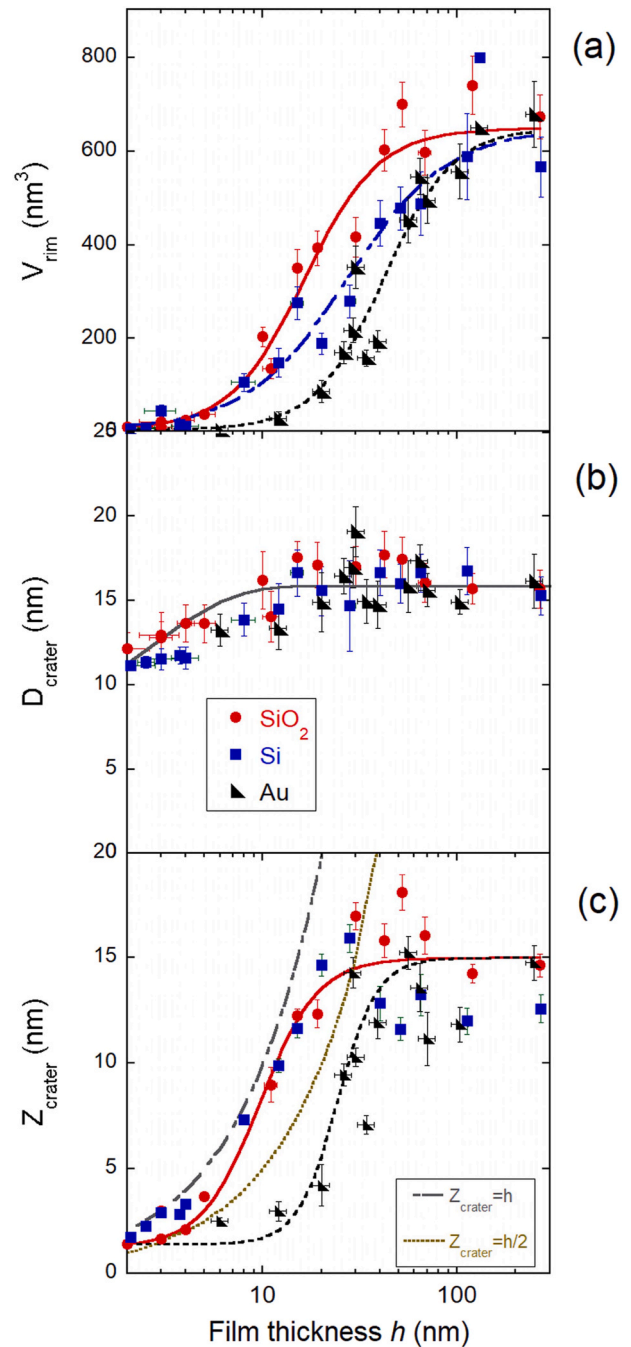 (a)
800
600
400
200
V_rim (nm³)
(b)
25
20
15
10
5
D_crater (nm)
SiO₂
Si
Au
(c)
20
15
10
5
0
Z_crater (nm)
Z_crater=h
Z_crater=h/2
10
100
Film thickness h (nm)